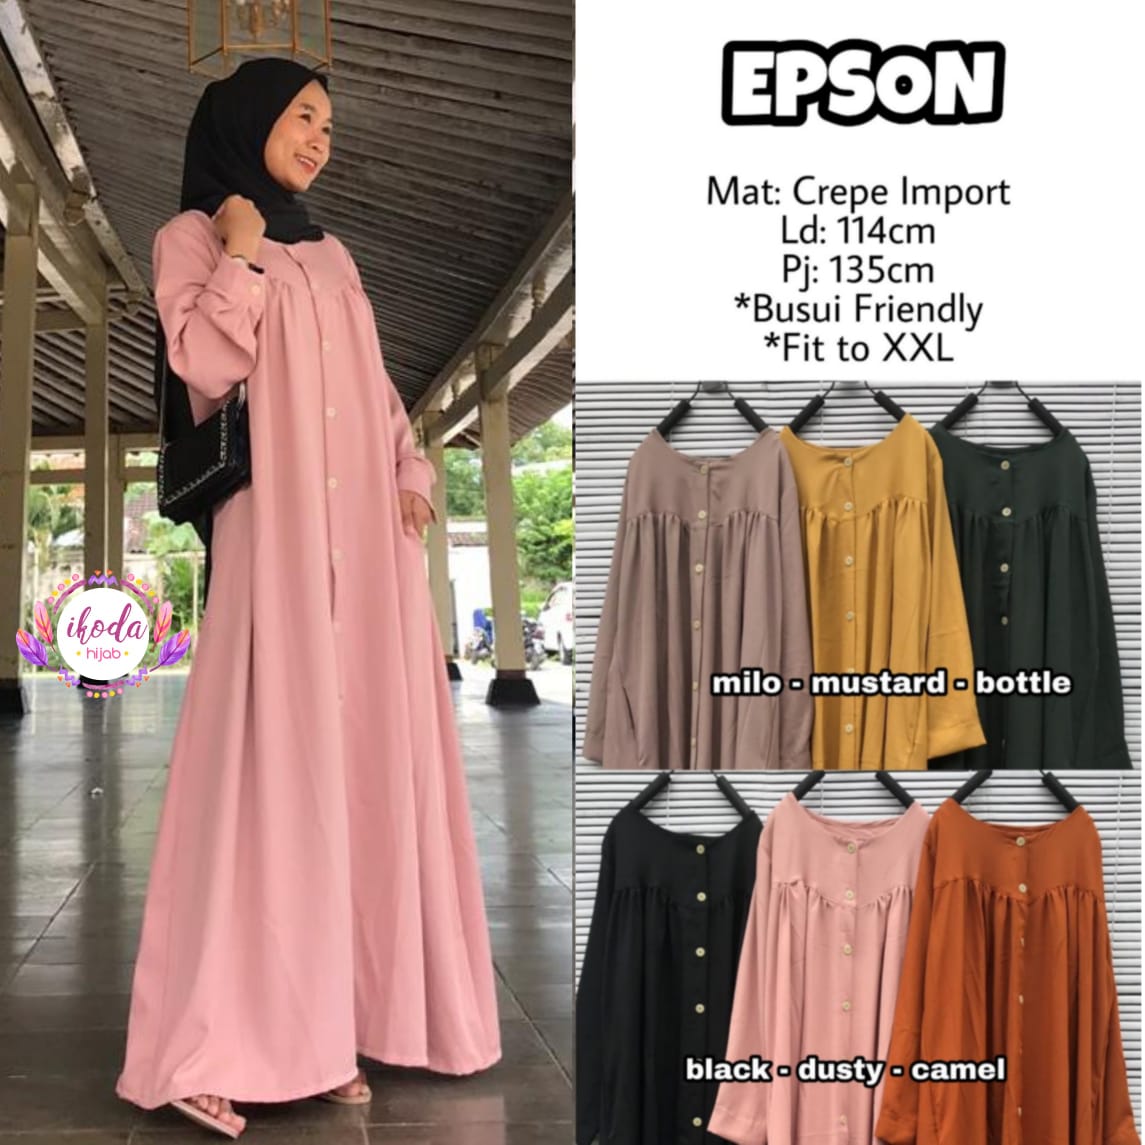 EPSON
Mat: Crepe Import
Ld: 114cm
Pj: 135cm
*Busui Friendly
*Fit to XXL
ikoda
hijab
milo - mustard - bottle
black - dusty - camel